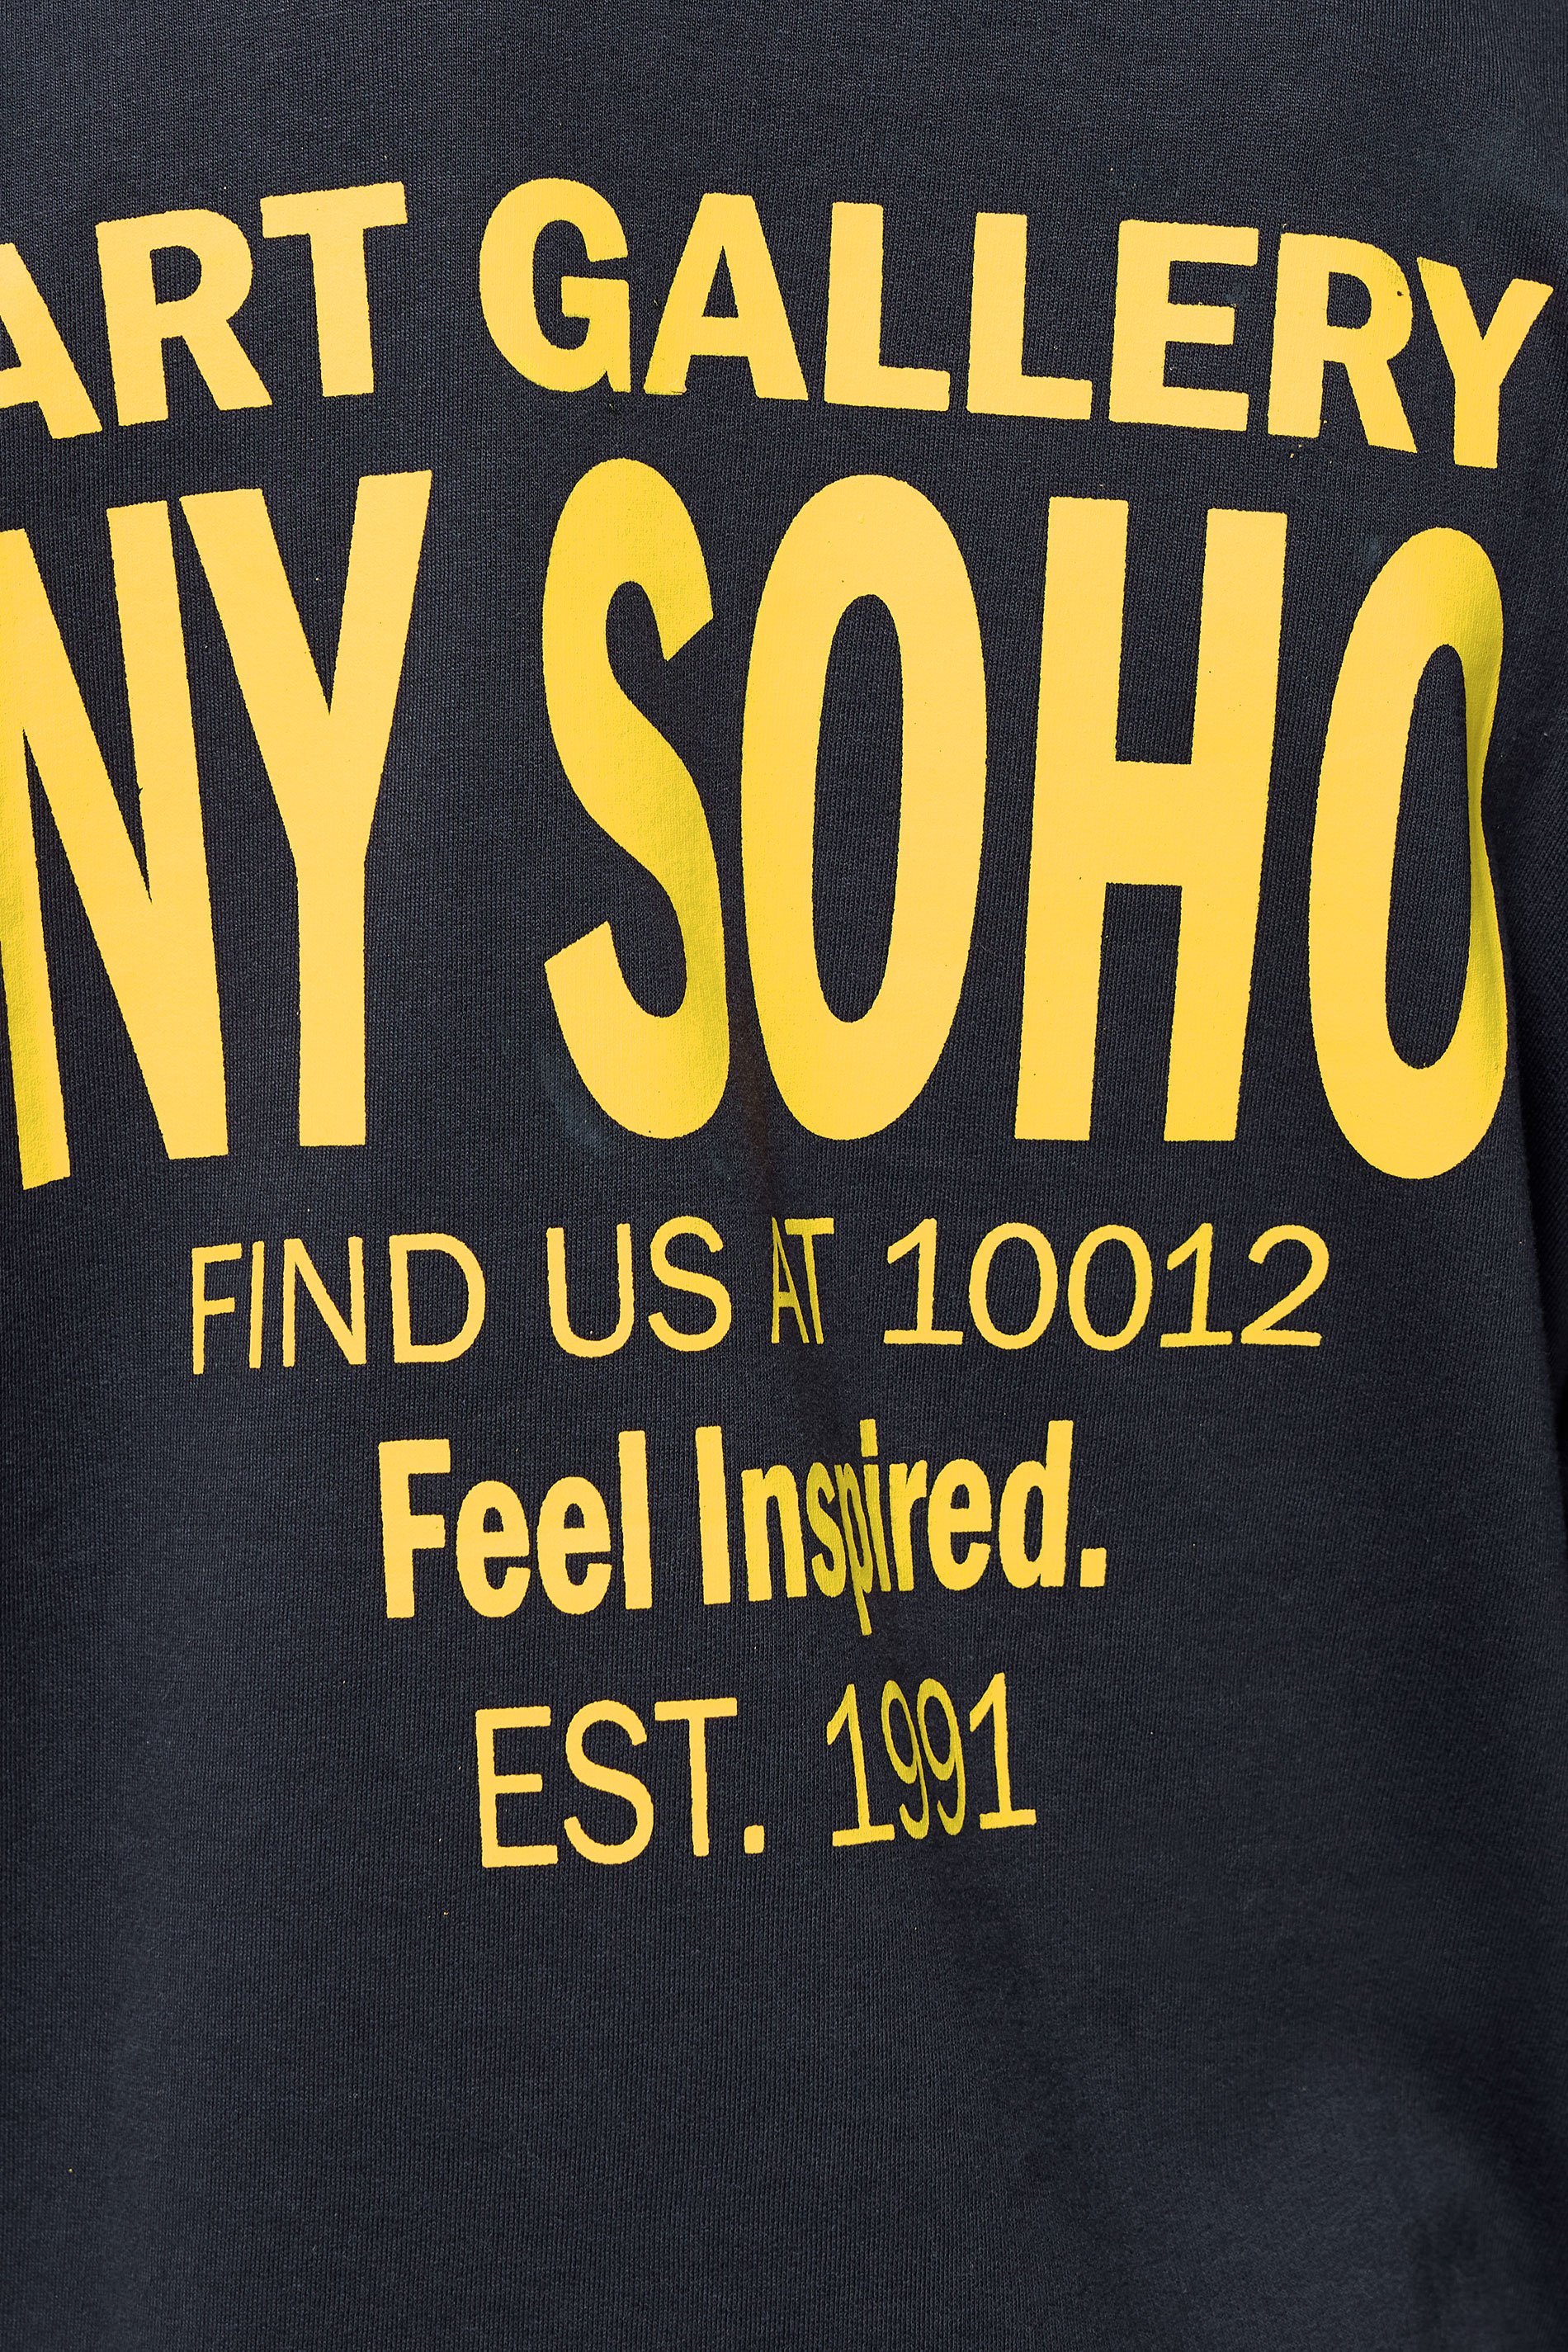 ART GALLERY
NY SOHO
FIND US AT 10012
Feel Inspired.
EST. 1991